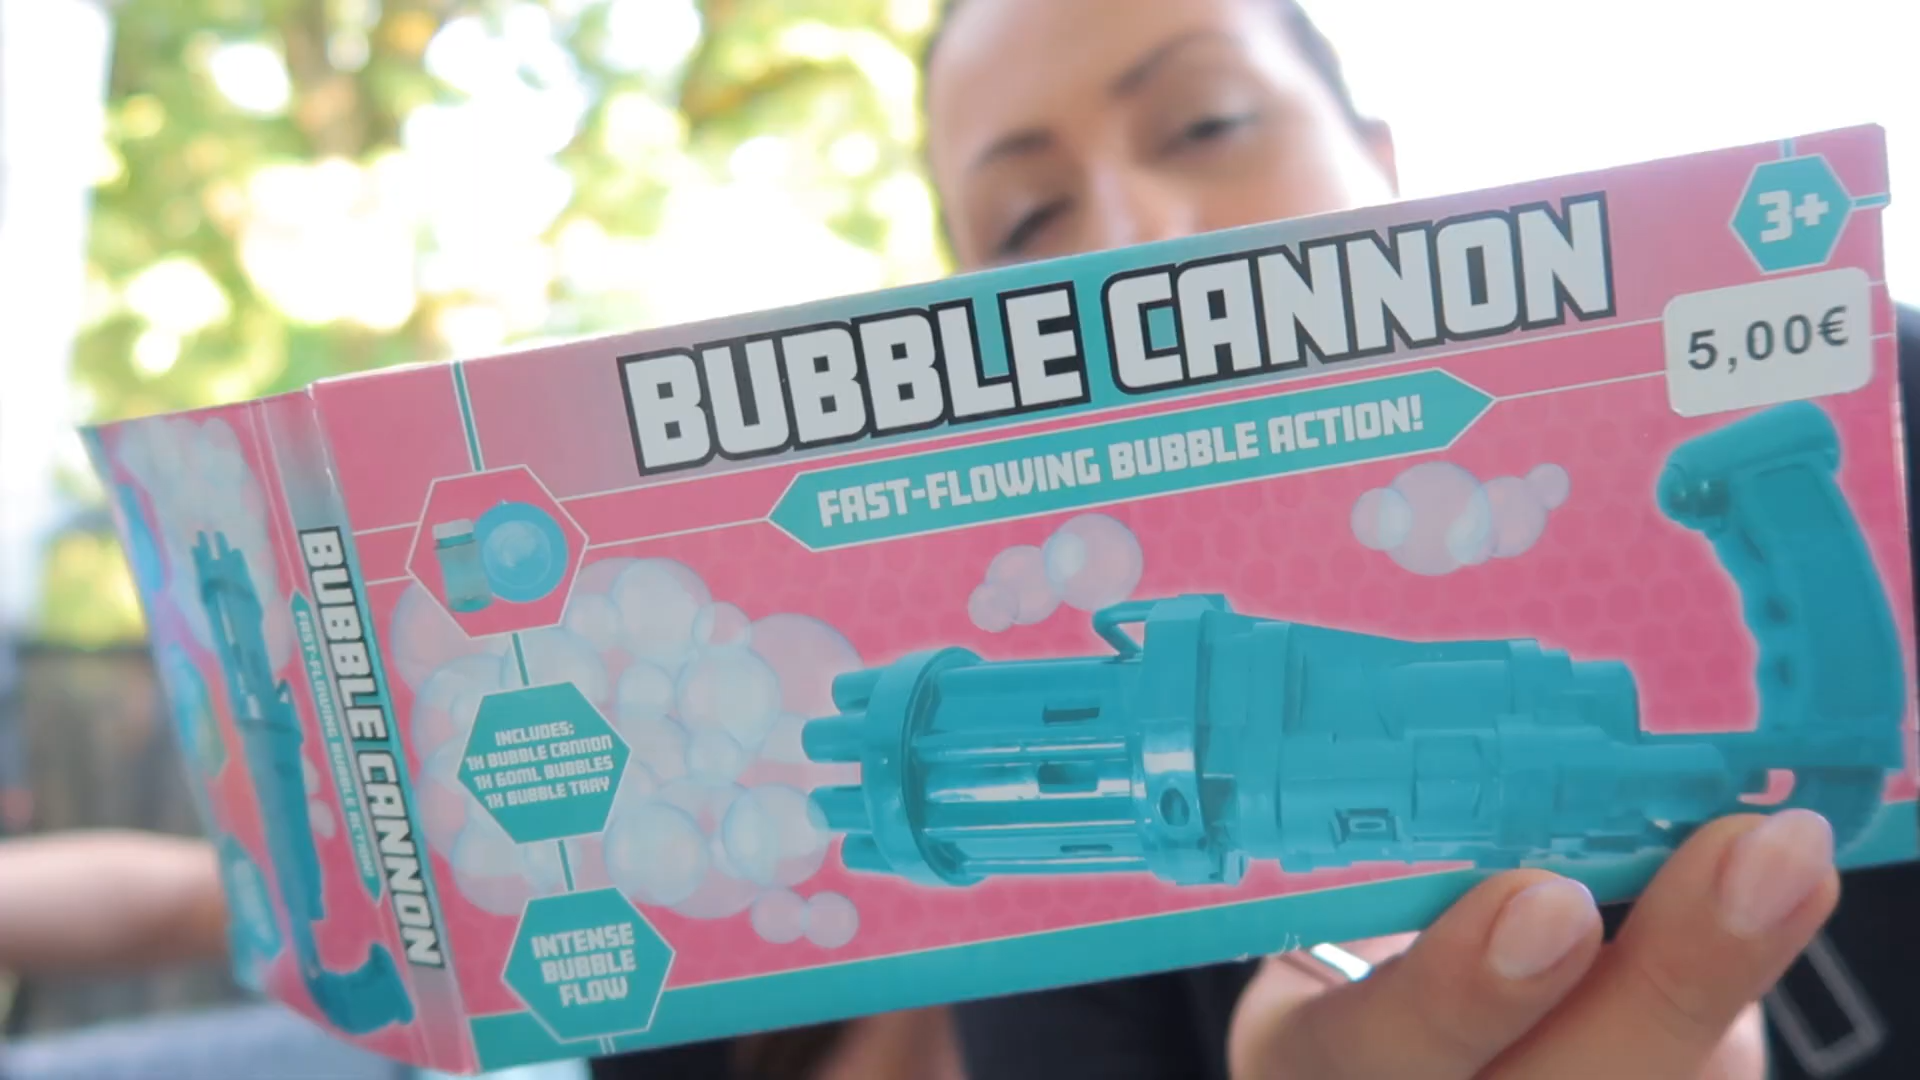 BUBBLE CANNON
3+
5,00€
FAST-FLOWING BUBBLE ACTION!
INCLUDES:
1X BUBBLE CANNON
1X 60ML BUBBLES
1X BUBBLE TRAY
INTENSE
BUBBLE
FLOW
BUBBLE CANNON
FAST-FLOWING BUBBLE ACTION!